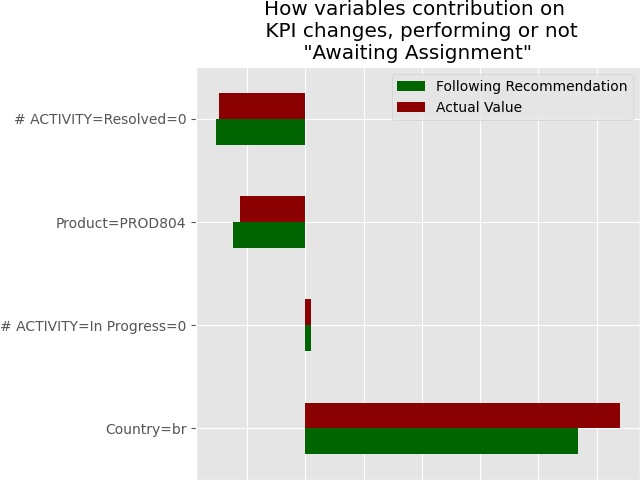 How variables contribution on
KPI changes, performing or not
"Awaiting Assignment"
Following Recommendation
Actual Value
# ACTIVITY=Resolved=0
Product=PROD804
# ACTIVITY=In Progress=0
Country=br